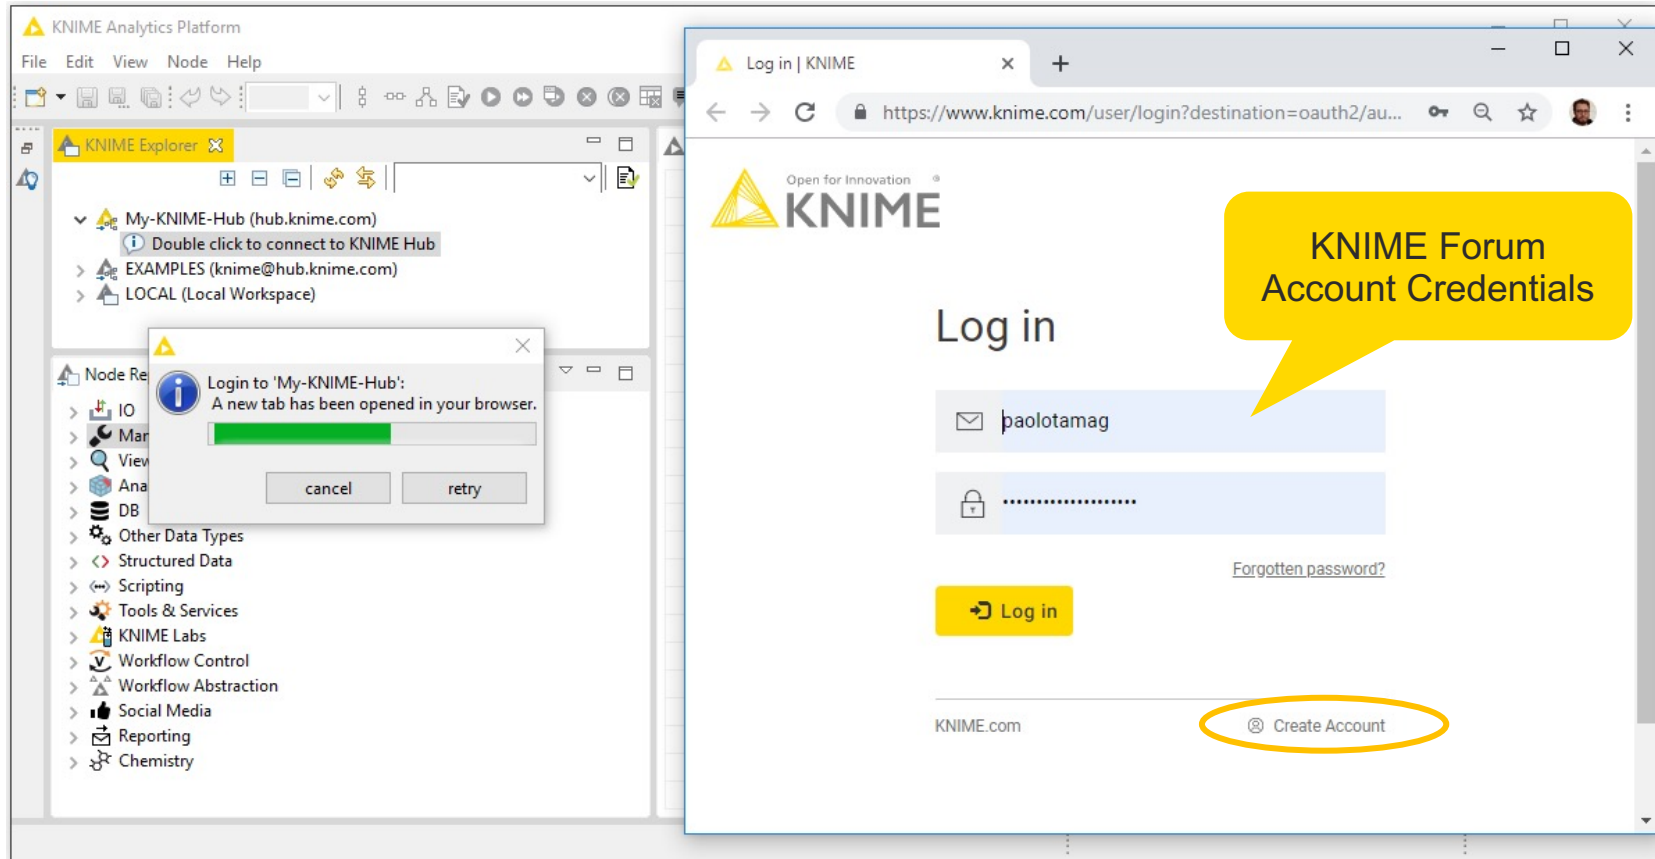 KNIME Analytics Platform
File Edit View Node Help
KNIME Explorer
My-KNIME-Hub (hub.knime.com)
Double click to connect to KNIME Hub
EXAMPLES (knime@hub.knime.com)
LOCAL (Local Workspace)
Node Re
IO
Mar
View
Ana
DB
Other Data Types
Structured Data
Scripting
Tools & Services
KNIME Labs
Workflow Control
Workflow Abstraction
Social Media
Reporting
Chemistry
Login to 'My-KNIME-Hub':
A new tab has been opened in your browser.
cancel retry
Log in | KNIME
https://www.knime.com/user/login?destination=oauth2/au...
Open for Innovation ®
KNIME
KNIME Forum
Account Credentials
Log in
paolotamag
••••••••••••••••••••
Forgotten password?
Log in
KNIME.com Create Account